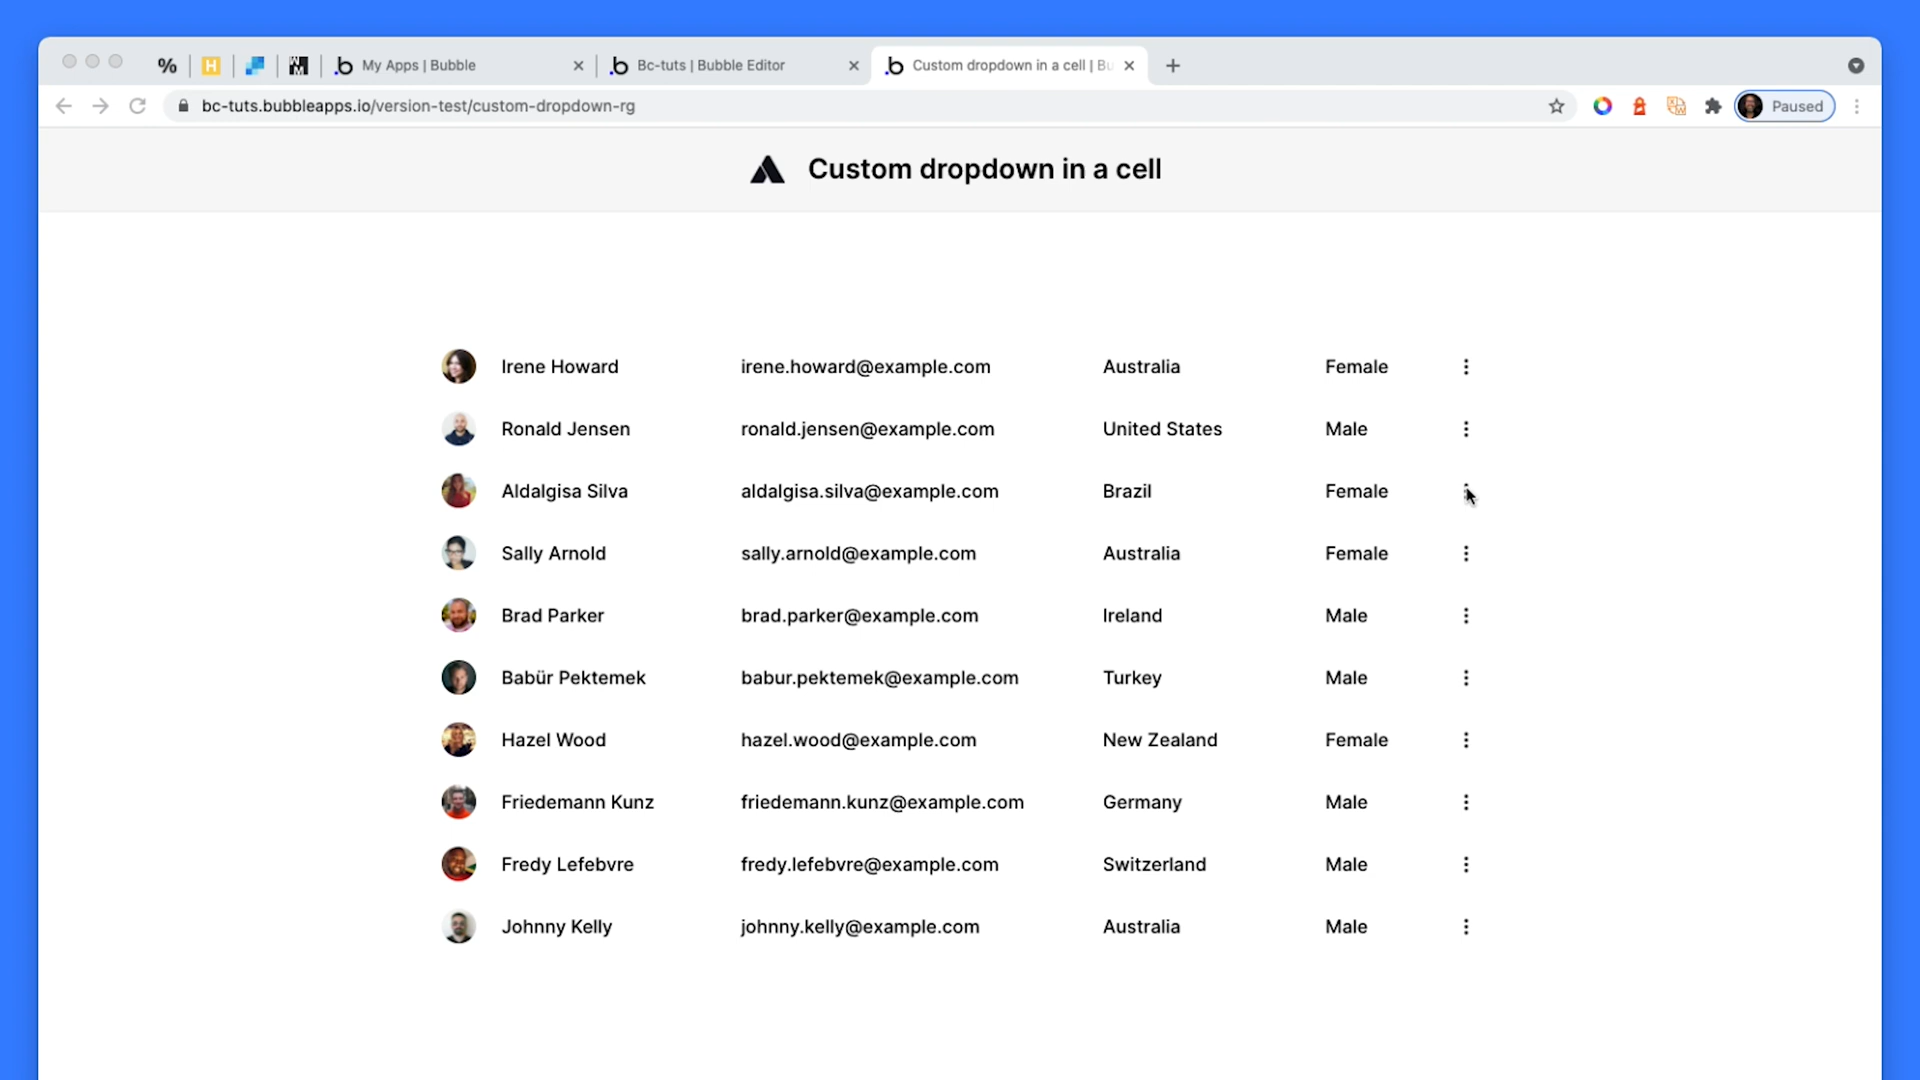 % H My Apps | Bubble Bc-tuts | Bubble Editor Custom dropdown in a cell | Bu
bc-tuts.bubbleapps.io/version-test/custom-dropdown-rg Paused
Custom dropdown in a cell
Irene Howard irene.howard@example.com Australia Female
Ronald Jensen ronald.jensen@example.com United States Male
Aldalgisa Silva aldalgisa.silva@example.com Brazil Female
Sally Arnold sally.arnold@example.com Australia Female
Brad Parker brad.parker@example.com Ireland Male
Babür Pektemek babur.pektemek@example.com Turkey Male
Hazel Wood hazel.wood@example.com New Zealand Female
Friedemann Kunz friedemann.kunz@example.com Germany Male
Fredy Lefebvre fredy.lefebvre@example.com Switzerland Male
Johnny Kelly johnny.kelly@example.com Australia Male